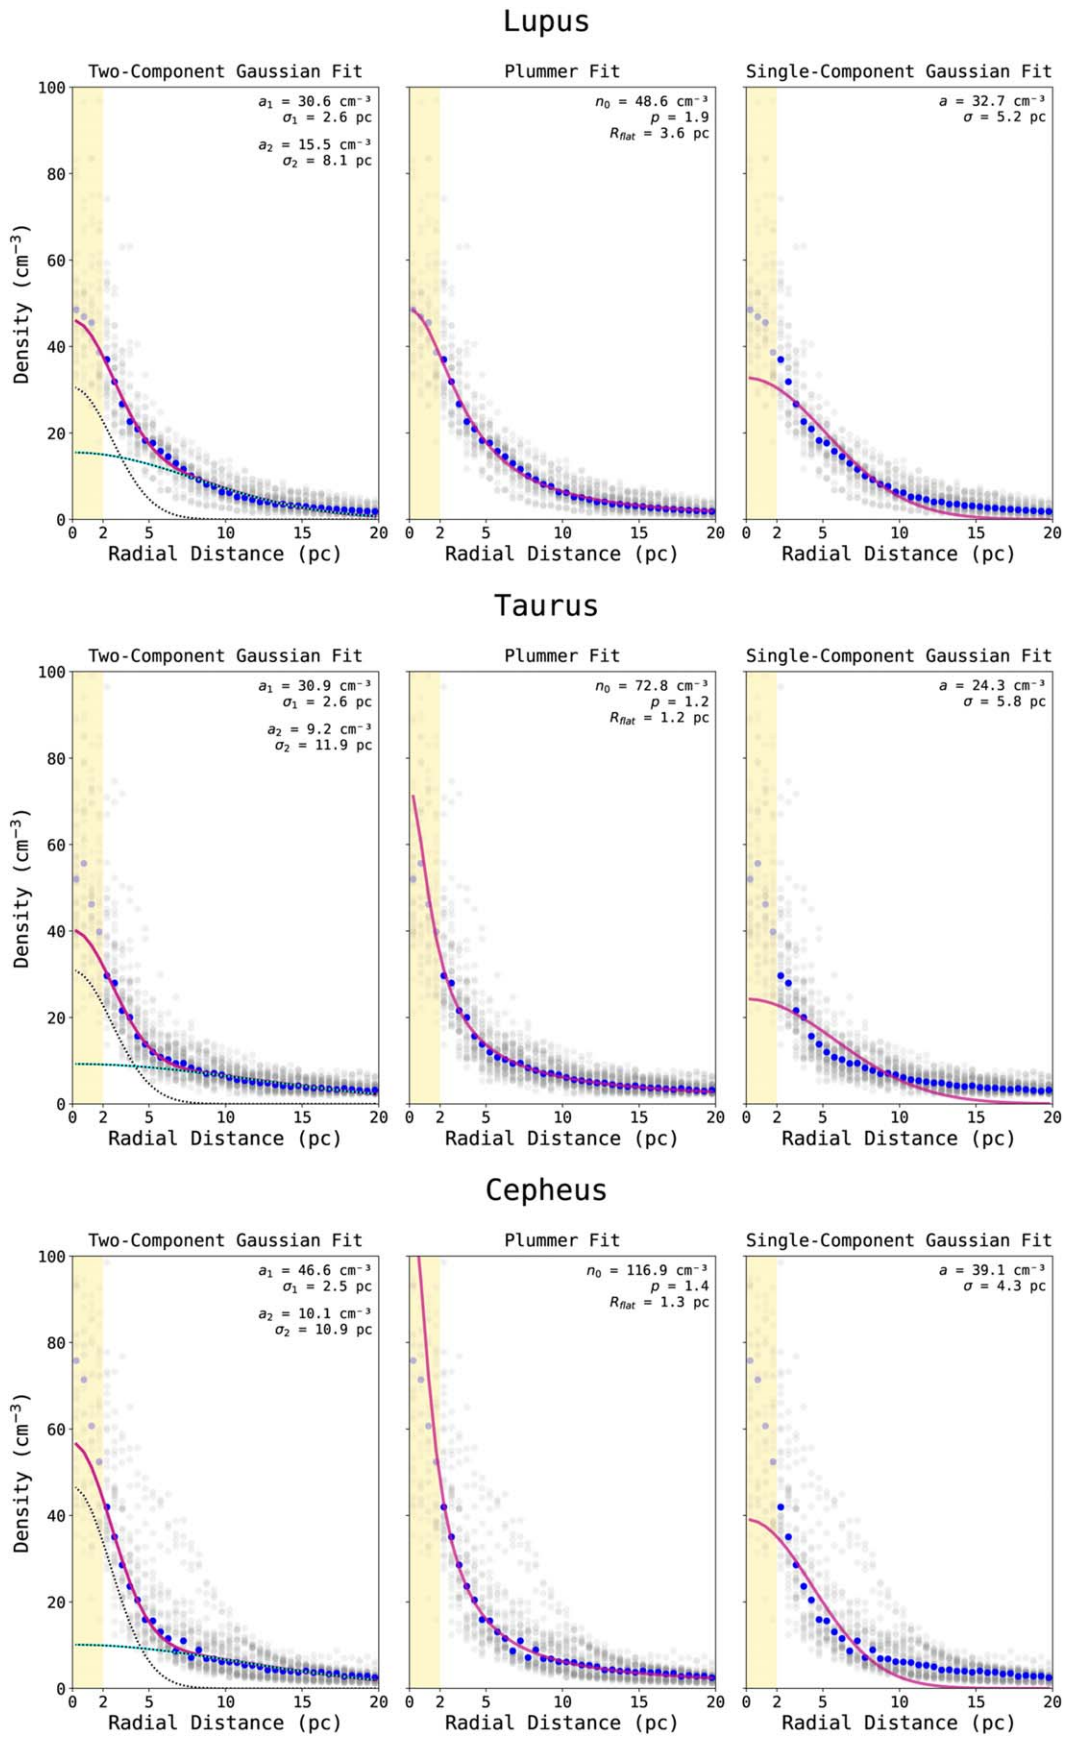 Lupus
Two-Component Gaussian Fit
a₁ = 30.6 cm⁻³
σ₁ = 2.6 pc
a₂ = 15.5 cm⁻³
σ₂ = 8.1 pc
Plummer Fit
n₀ = 48.6 cm⁻³
p = 1.9
R_flat = 3.6 pc
Single-Component Gaussian Fit
a = 32.7 cm⁻³
σ = 5.2 pc
100
80
60
40
20
0
Density (cm⁻³)
0 2 5 10 15 20
0 2 5 10 15 20
0 2 5 10 15 20
Radial Distance (pc)
Radial Distance (pc)
Radial Distance (pc)
Taurus
Two-Component Gaussian Fit
a₁ = 30.9 cm⁻³
σ₁ = 2.6 pc
a₂ = 9.2 cm⁻³
σ₂ = 11.9 pc
Plummer Fit
n₀ = 72.8 cm⁻³
p = 1.2
R_flat = 1.2 pc
Single-Component Gaussian Fit
a = 24.3 cm⁻³
σ = 5.8 pc
100
80
60
40
20
0
Density (cm⁻³)
0 2 5 10 15 20
0 2 5 10 15 20
0 2 5 10 15 20
Radial Distance (pc)
Radial Distance (pc)
Radial Distance (pc)
Cepheus
Two-Component Gaussian Fit
a₁ = 46.6 cm⁻³
σ₁ = 2.5 pc
a₂ = 10.1 cm⁻³
σ₂ = 10.9 pc
Plummer Fit
n₀ = 116.9 cm⁻³
p = 1.4
R_flat = 1.3 pc
Single-Component Gaussian Fit
a = 39.1 cm⁻³
σ = 4.3 pc
100
80
60
40
20
0
Density (cm⁻³)
0 2 5 10 15 20
0 2 5 10 15 20
0 2 5 10 15 20
Radial Distance (pc)
Radial Distance (pc)
Radial Distance (pc)